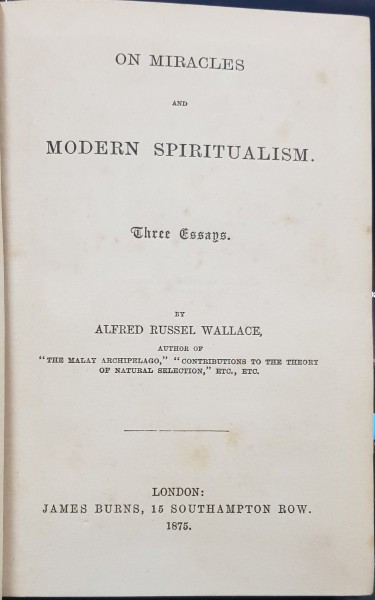 ON MIRACLES
AND
MODERN SPIRITUALISM.
Three Essays.
BY
ALFRED RUSSEL WALLACE,
AUTHOR OF
"THE MALAY ARCHIPELAGO," "CONTRIBUTIONS TO THE THEORY
OF NATURAL SELECTION," ETC., ETC.
LONDON:
JAMES BURNS, 15 SOUTHAMPTON ROW.
1875.